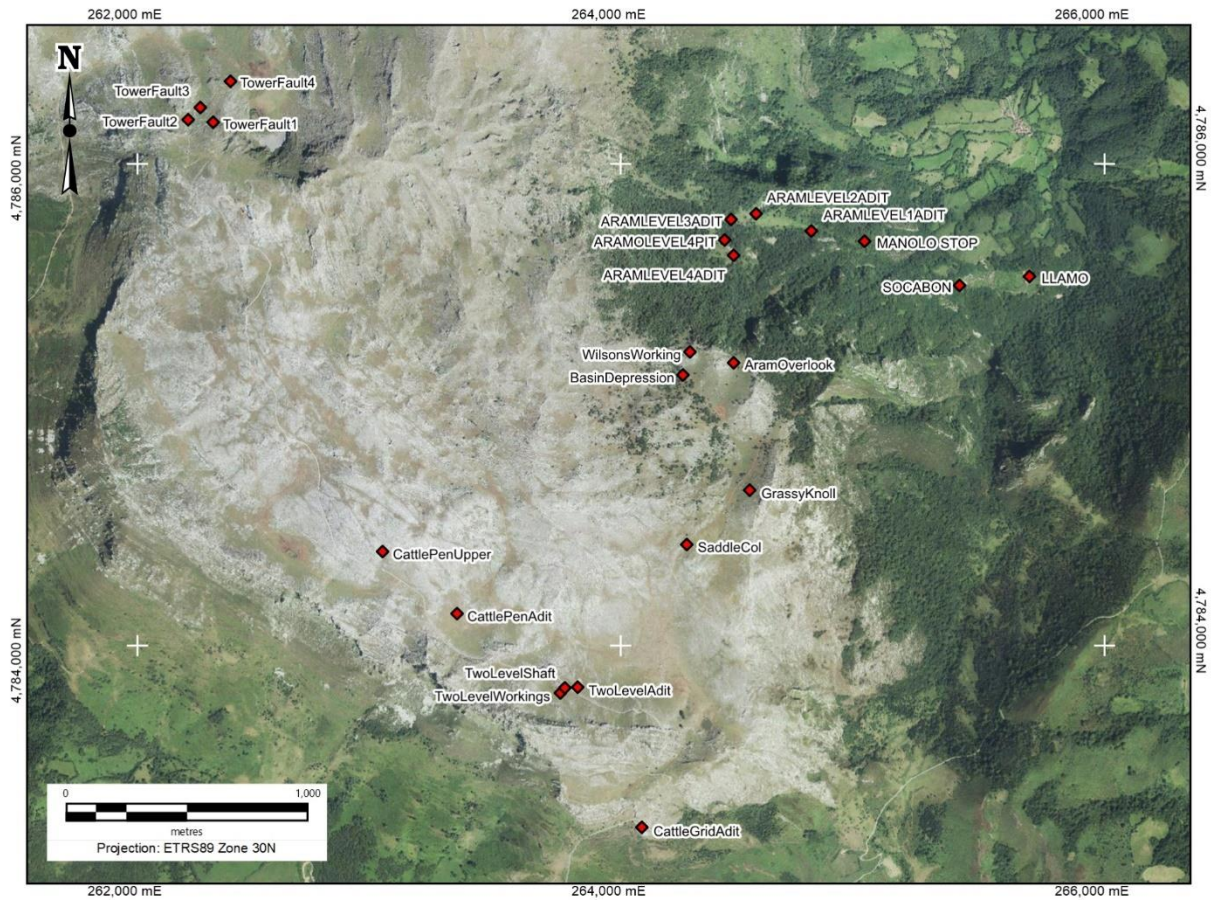 262,000 mE
264,000 mE
266,000 mE
N
4,786,000 mN
4,786,000 mN
TowerFault4
TowerFault3
TowerFault2
TowerFault1
ARAMLEVEL2ADIT
ARAMLEVEL3ADIT
ARAMLEVEL1ADIT
ARAMOLEVEL4PIT
MANOLO STOP
ARAMLEVEL4ADIT
SOCABON
LLAMO
WilsonsWorking
AramOverlook
BasinDepression
GrassyKnoll
SaddleCol
CattlePenUpper
CattlePenAdit
4,784,000 mN
4,784,000 mN
TwoLevelShaft
TwoLevelWorkings
TwoLevelAdit
CattleGridAdit
0
1,000
metres
Projection: ETRS89 Zone 30N
262,000 mE
264,000 mE
266,000 mE